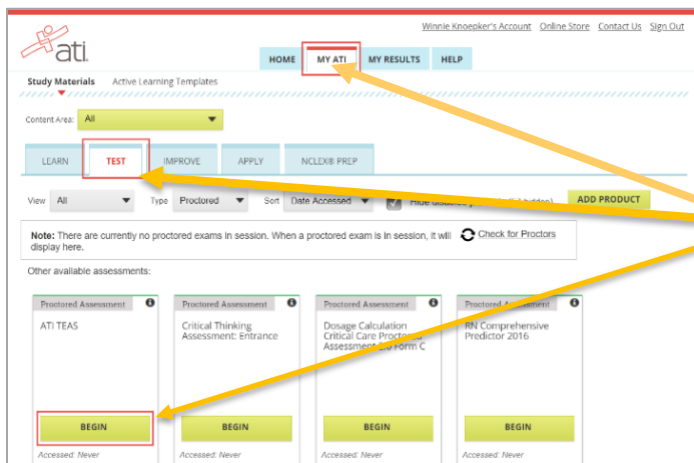 Winnie Knoepker's Account Online Store Contact Us Sign Out
ati
HOME MY ATI MY RESULTS HELP
Study Materials Active Learning Templates
Content Area: All
LEARN TEST IMPROVE APPLY NCLEX® PREP
View All Type Proctored Sort Date Accessed Hide ADD PRODUCT
Note: There are currently no proctored exams in session. When a proctored exam is in session, it will Check for Proctors
display here.
Other available assessments:
Proctored Assessment Proctored Assessment Proctored Assessment Proctored Assessment
ATI TEAS Critical Thinking Dosage Calculation RN Comprehensive
Assessment: Entrance Critical Care Proctored Predictor 2016
Assessment Form C
BEGIN BEGIN BEGIN BEGIN
Accessed: Never Accessed: Never Accessed: Never Accessed: Never